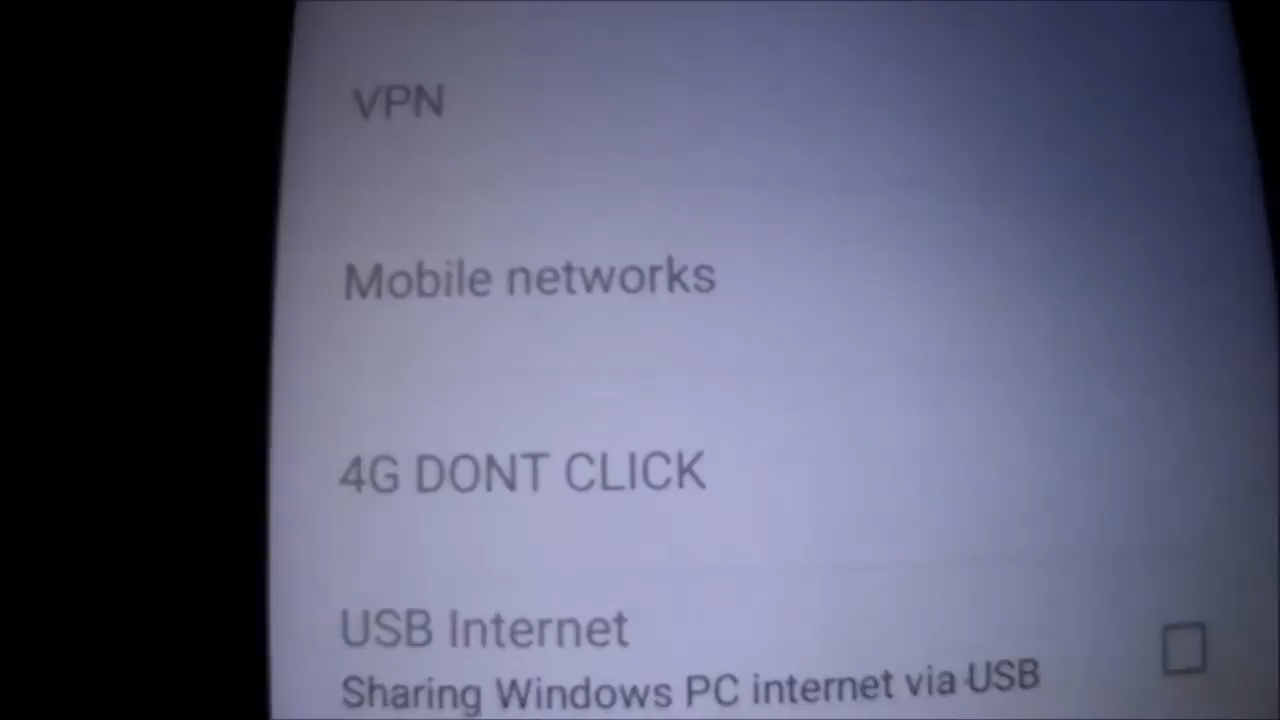 VPN
Mobile networks
4G DONT CLICK
USB Internet
Sharing Windows PC internet via USB